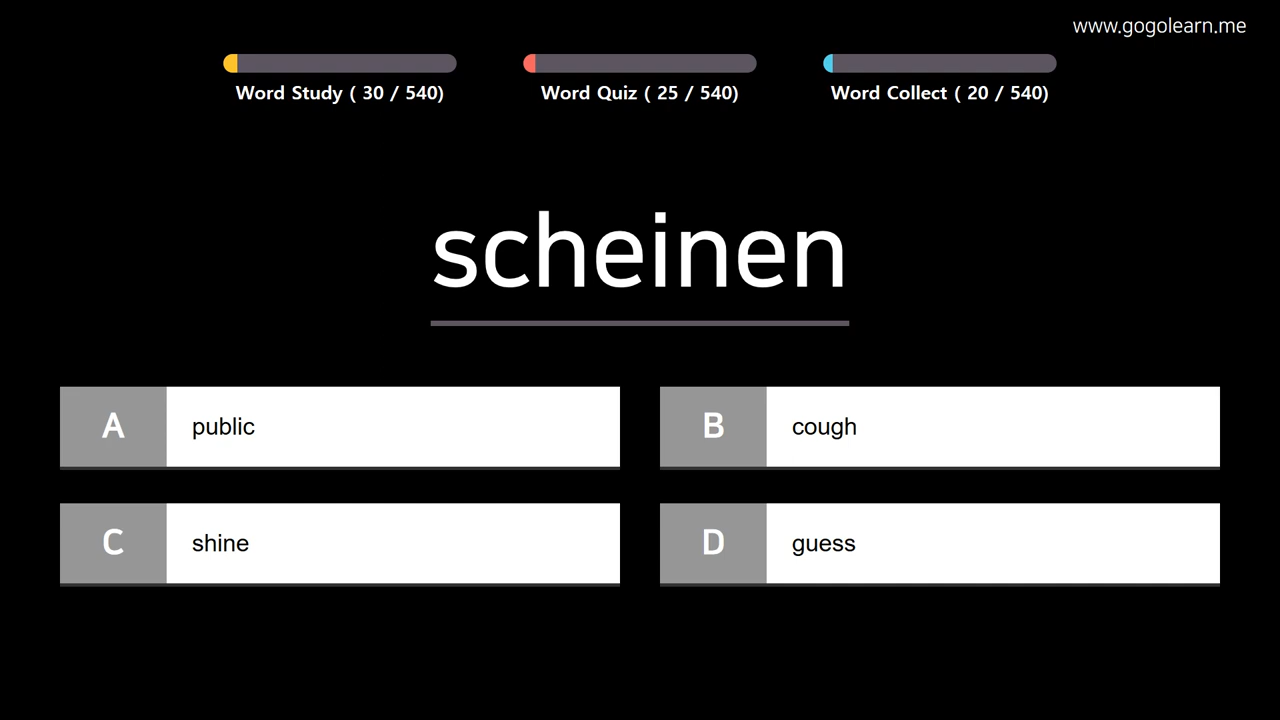 www.gogolearn.me
Word Study ( 30 / 540)
Word Quiz ( 25 / 540)
Word Collect ( 20 / 540)
scheinen
A public
B cough
C shine
D guess